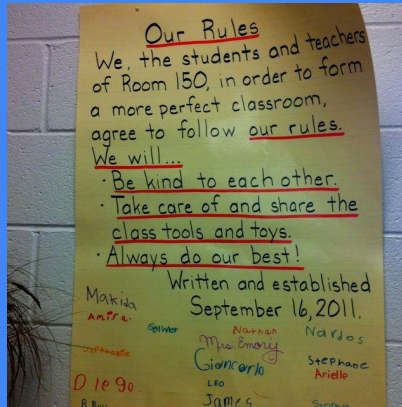 Our Rules
We, the students and teachers
of Room 150, in order to form
a more perfect classroom,
agree to follow our rules.
We will...
· Be kind to each other.
· Take care of and share the
class tools and toys.
· Always do our best!
Written and established
September 16, 2011.
Makida
Amira
Nathan
Nardos
Mrs. Emory
Giancarlo
Stephane
Arielle
Diego
LEO
James